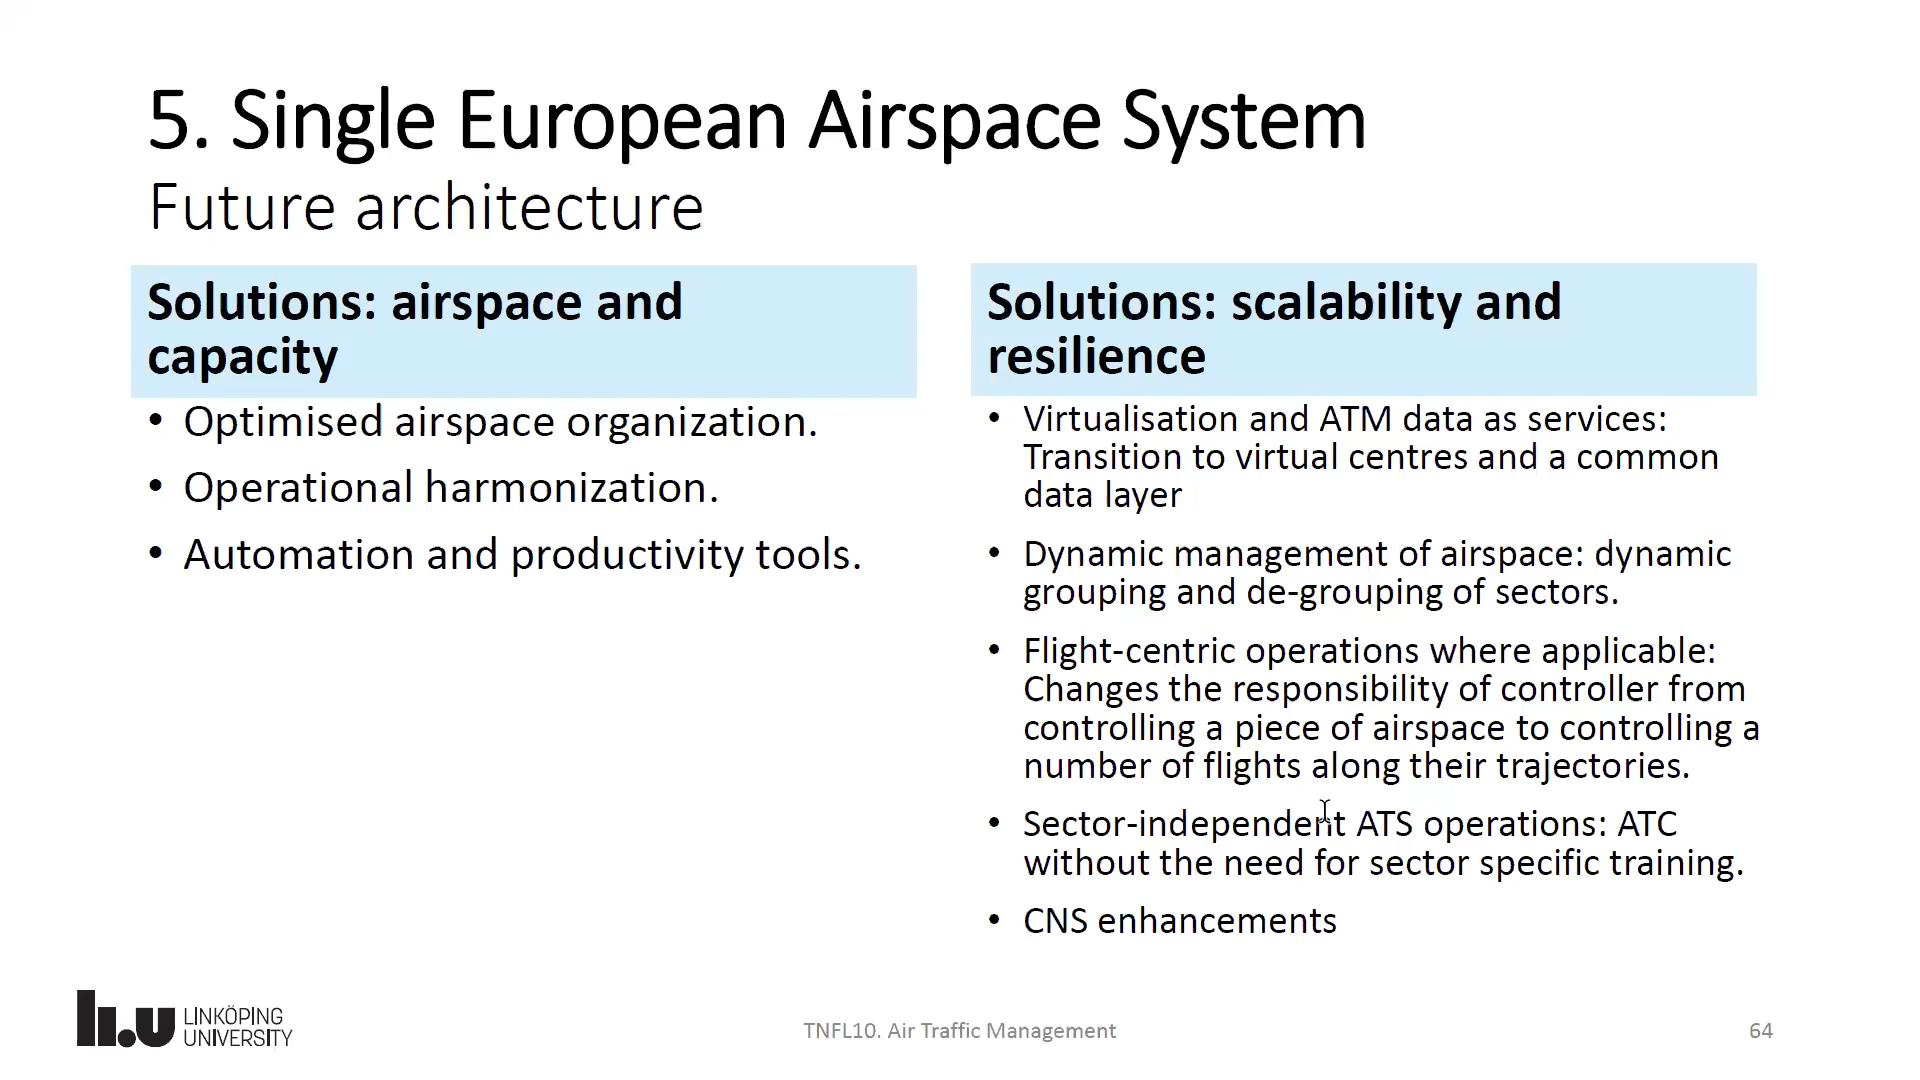 5. Single European Airspace System
Future architecture
Solutions: airspace and
capacity
• Optimised airspace organization.
• Operational harmonization.
• Automation and productivity tools.
Solutions: scalability and
resilience
• Virtualisation and ATM data as services:
Transition to virtual centres and a common
data layer
• Dynamic management of airspace: dynamic
grouping and de-grouping of sectors.
• Flight-centric operations where applicable:
Changes the responsibility of controller from
controlling a piece of airspace to controlling a
number of flights along their trajectories.
• Sector-independent ATS operations: ATC
without the need for sector specific training.
• CNS enhancements
LINKÖPING
UNIVERSITY
TNFL10. Air Traffic Management
64